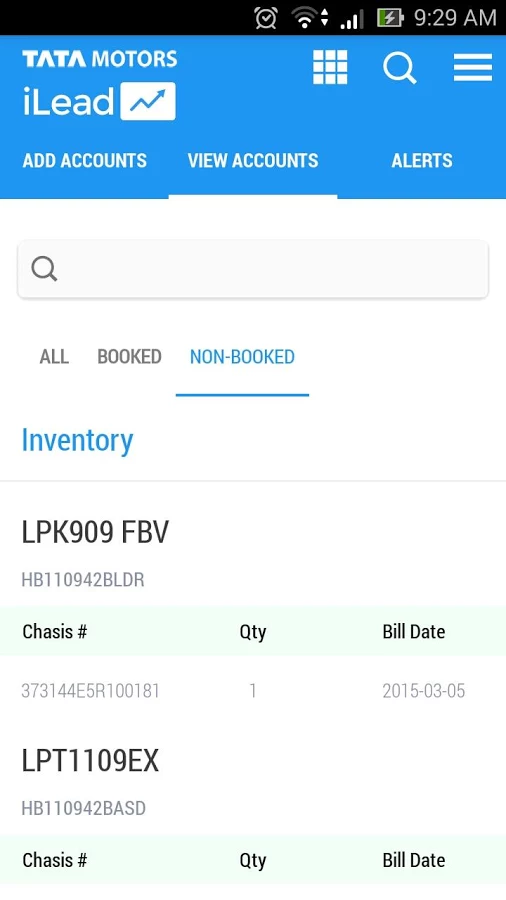 9:29 AM
TATA MOTORS
iLead
ADD ACCOUNTS VIEW ACCOUNTS ALERTS
ALL BOOKED NON-BOOKED
Inventory
LPK909 FBV
HB110942BLDR
Chasis # Qty Bill Date
373144E5R100181 1 2015-03-05
LPT1109EX
HB110942BASD
Chasis # Qty Bill Date